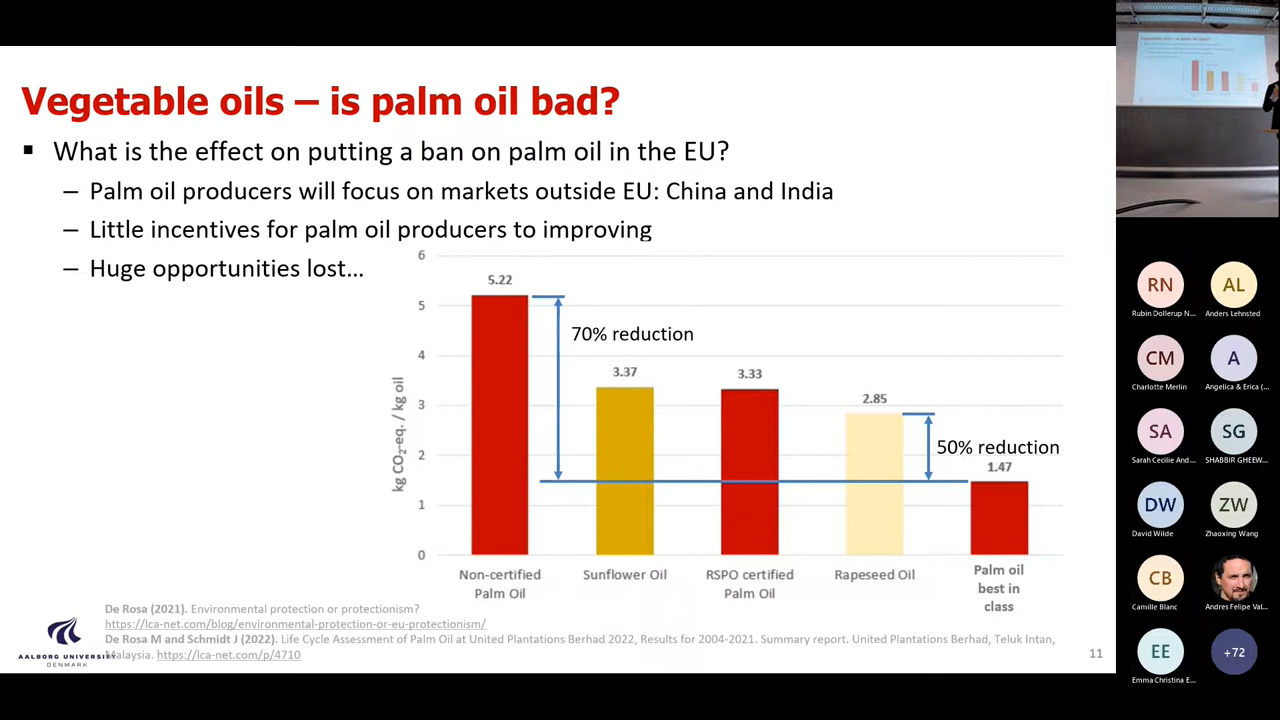 Vegetable oils – is palm oil bad?
▪ What is the effect on putting a ban on palm oil in the EU?
– Palm oil producers will focus on markets outside EU: China and India
– Little incentives for palm oil producers to improving
– Huge opportunities lost...
6
5
4
3
2
1
0
kg CO2-eq. / kg oil
5.22
70% reduction
3.37
3.33
2.85
50% reduction
1.47
Non-certified
Palm Oil
Sunflower Oil
RSPO certified
Palm Oil
Rapeseed Oil
Palm oil
best in
class
De Rosa (2021). Environmental protection or protectionism?
https://lca-net.com/blog/environmental-protection-or-eu-protectionism/
De Rosa M and Schmidt J (2022). Life Cycle Assessment of Palm Oil at United Plantations Berhad 2022, Results for 2004-2021. Summary report. United Plantations Berhad, Teluk Intan,
Malaysia. https://lca-net.com/p/4710
AALBORG UNIVERSITY
DENMARK
11
Vegetable oils – is palm oil bad?
RN
Rubin Dollerup N...
AL
Anders Lehnsted
CM
Charlotte Merlin
A
Angelica & Erica (...
SA
Sarah Cecilie And...
SG
SHABBIR GHEEW...
DW
David Wilde
ZW
Zhaoxing Wang
CB
Camille Blanc
Andres Felipe Val...
EE
Emma Christina E...
+72